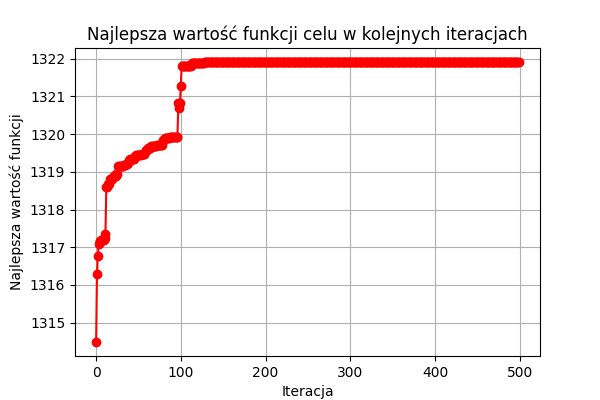 Najlepsza wartość funkcji celu w kolejnych iteracjach
1322
1321
1320
1319
1318
1317
1316
1315
Najlepsza wartość funkcji
0 100 200 300 400 500
Iteracja